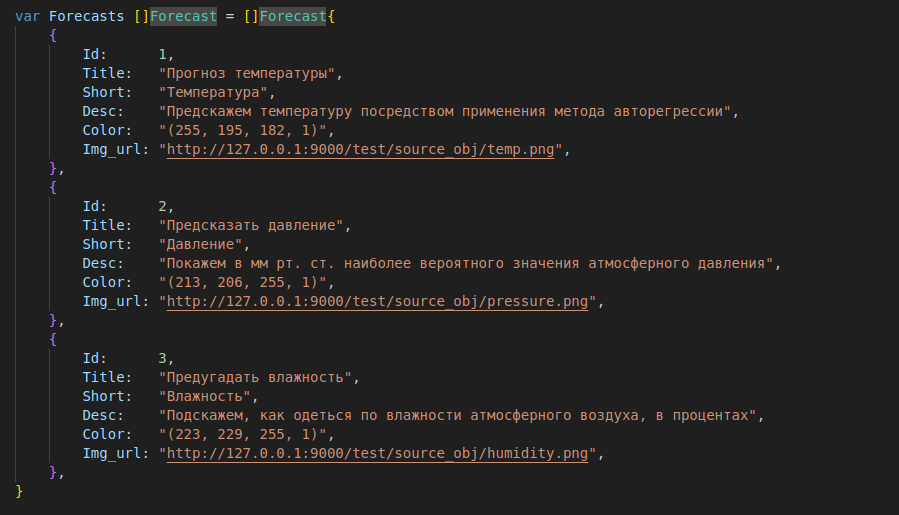 var Forecasts []Forecast = []Forecast{
    {
        Id:      1,
        Title:   "Прогноз температуры",
        Short:   "Температура",
        Desc:    "Предскажем температуру посредством применения метода авторегрессии",
        Color:   "(255, 195, 182, 1)",
        Img_url: "http://127.0.0.1:9000/test/source_obj/temp.png",
    },
    {
        Id:      2,
        Title:   "Предсказать давление",
        Short:   "Давление",
        Desc:    "Покажем в мм рт. ст. наиболее вероятного значения атмосферного давления",
        Color:   "(213, 206, 255, 1)",
        Img_url: "http://127.0.0.1:9000/test/source_obj/pressure.png",
    },
    {
        Id:      3,
        Title:   "Предугадать влажность",
        Short:   "Влажность",
        Desc:    "Подскажем, как одеться по влажности атмосферного воздуха, в процентах",
        Color:   "(223, 229, 255, 1)",
        Img_url: "http://127.0.0.1:9000/test/source_obj/humidity.png",
    },
}